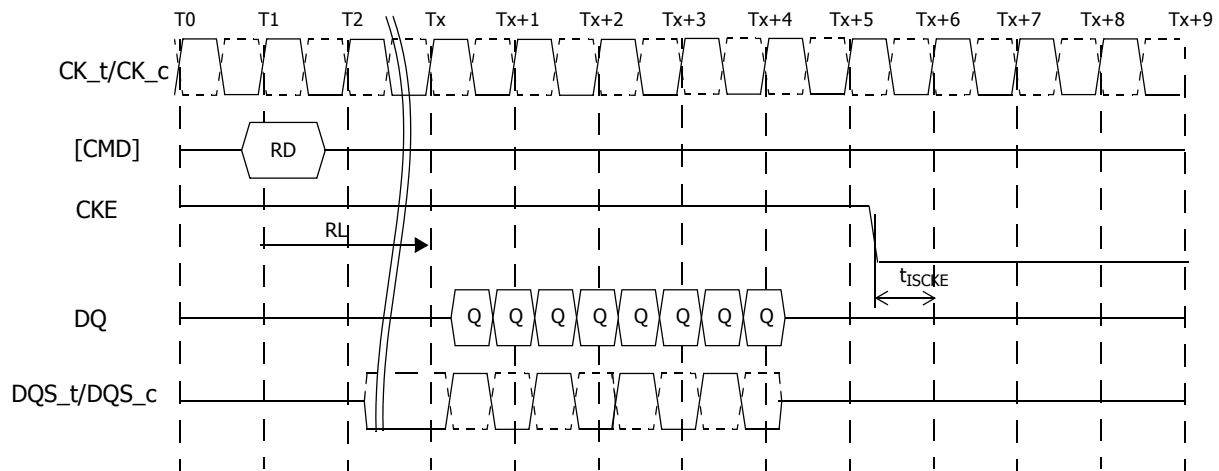 T0 T1 T2 Tx Tx+1 Tx+2 Tx+3 Tx+4 Tx+5 Tx+6 Tx+7 Tx+8 Tx+9
CK_t/CK_c
[CMD] RD
CKE
RL
tISCKE
DQ Q Q Q Q Q Q Q Q
DQS_t/DQS_c